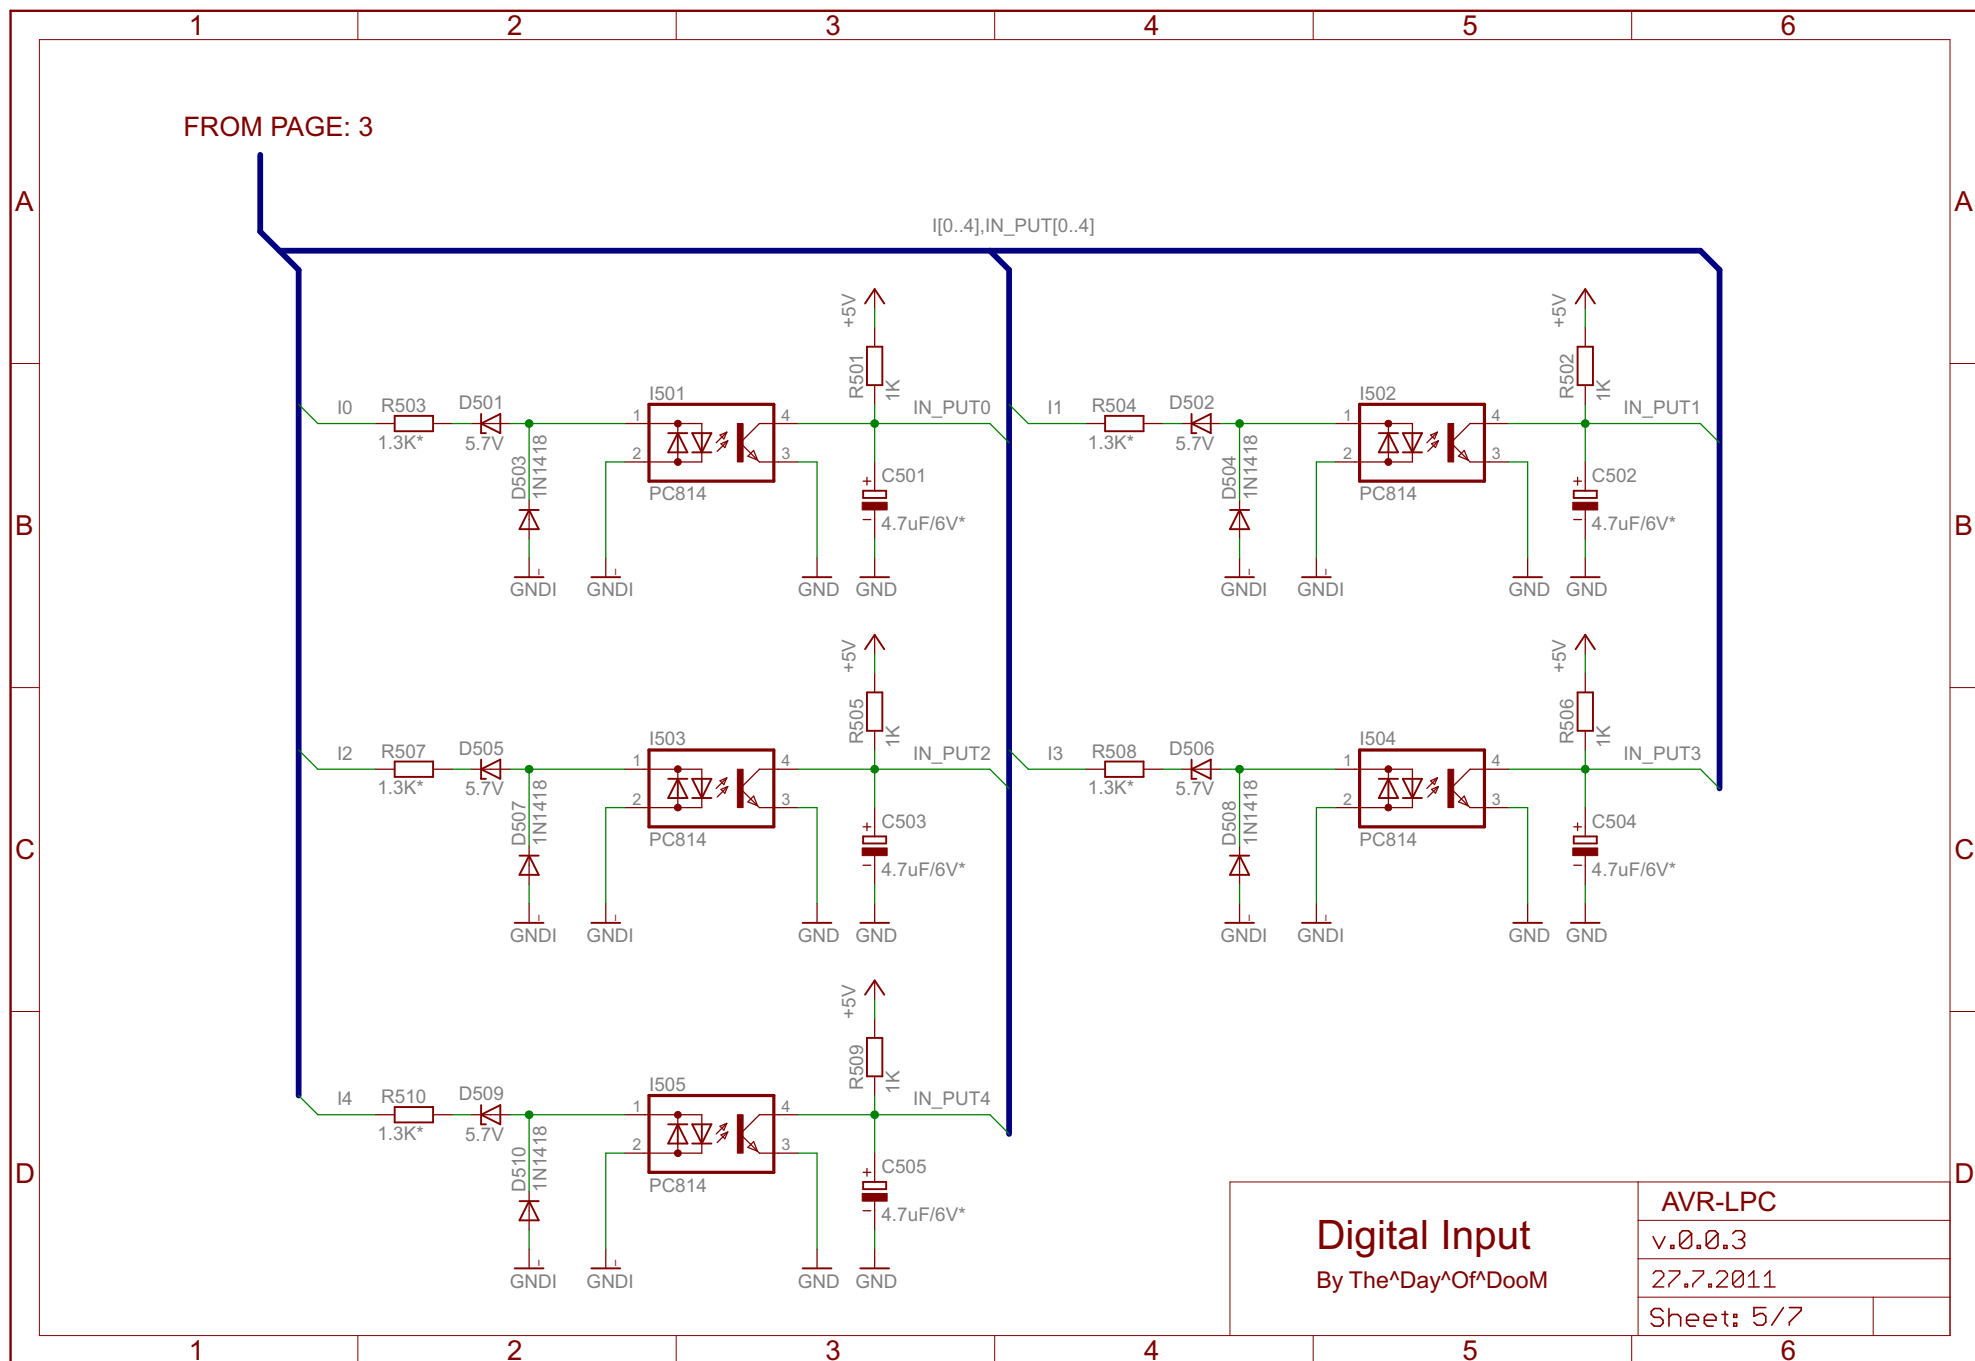 1 2 3 4 5 6
FROM PAGE: 3
A A
I[0..4],IN_PUT[0..4]
+5V +5V
R501 1K R502 1K
I0 R503 D501 I501 IN_PUT0 I1 R504 D502 I502 IN_PUT1
1 4 1 4
1.3K* 5.7V 1.3K* 5.7V
2 3 2 3
D503 1N1418 PC814 + C501 D504 1N1418 PC814 + C502
B - 4.7uF/6V* - 4.7uF/6V* B
GNDI GNDI GND GND GNDI GNDI GND GND
+5V +5V
R505 1K R506 1K
I2 R507 D505 I503 IN_PUT2 I3 R508 D506 I504 IN_PUT3
1 4 1 4
1.3K* 5.7V 1.3K* 5.7V
2 3 2 3
D507 1N1418 PC814 + C503 D508 1N1418 PC814 + C504
C - 4.7uF/6V* - 4.7uF/6V* C
GNDI GNDI GND GND GNDI GNDI GND GND
+5V
R509 1K
I4 R510 D509 I505 IN_PUT4
1 4
1.3K* 5.7V
2 3
D510 1N1418 PC814 + C505
D - 4.7uF/6V* D
GNDI GNDI GND GND
Digital Input
By The^Day^Of^DooM
AVR-LPC
v.0.0.3
27.7.2011
Sheet: 5/7
1 2 3 4 5 6